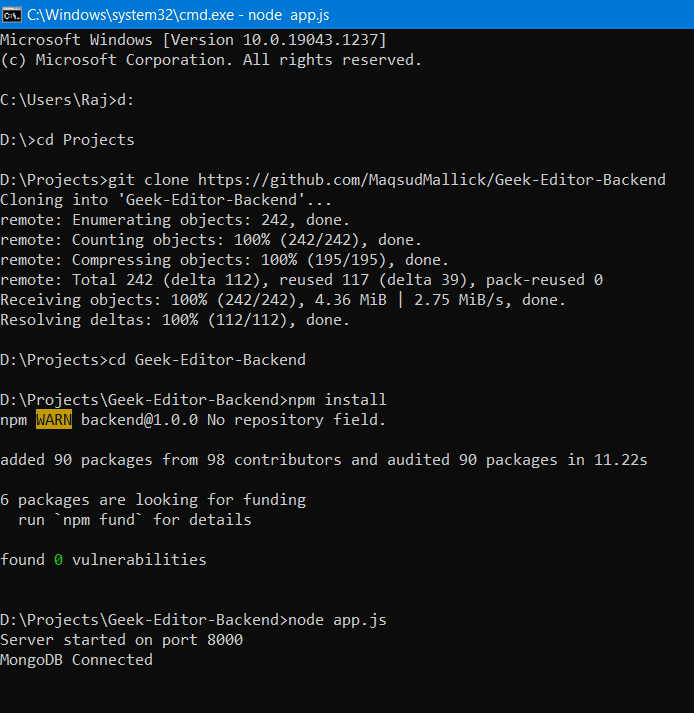 C:\Windows\system32\cmd.exe - node  app.js
Microsoft Windows [Version 10.0.19043.1237]
(c) Microsoft Corporation. All rights reserved.
C:\Users\Raj>d:
D:\>cd Projects
D:\Projects>git clone https://github.com/MaqsudMallick/Geek-Editor-Backend
Cloning into 'Geek-Editor-Backend'...
remote: Enumerating objects: 242, done.
remote: Counting objects: 100% (242/242), done.
remote: Compressing objects: 100% (195/195), done.
remote: Total 242 (delta 112), reused 117 (delta 39), pack-reused 0
Receiving objects: 100% (242/242), 4.36 MiB | 2.75 MiB/s, done.
Resolving deltas: 100% (112/112), done.
D:\Projects>cd Geek-Editor-Backend
D:\Projects\Geek-Editor-Backend>npm install
npm WARN backend@1.0.0 No repository field.
added 90 packages from 98 contributors and audited 90 packages in 11.22s
6 packages are looking for funding
  run `npm fund` for details
found 0 vulnerabilities
D:\Projects\Geek-Editor-Backend>node app.js
Server started on port 8000
MongoDB Connected